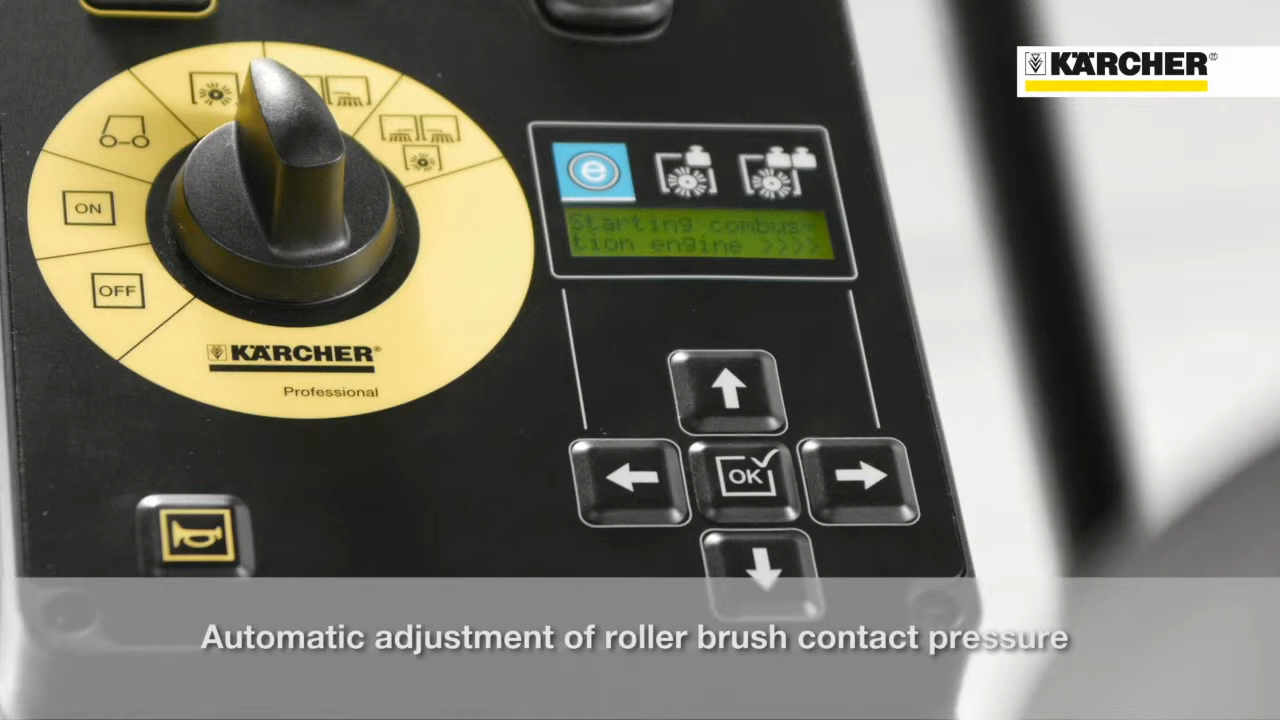 KÄRCHER®
e
Starting combus-
tion engine >>>>
ON
OFF
KÄRCHER®
Professional
OK
Automatic adjustment of roller brush contact pressure